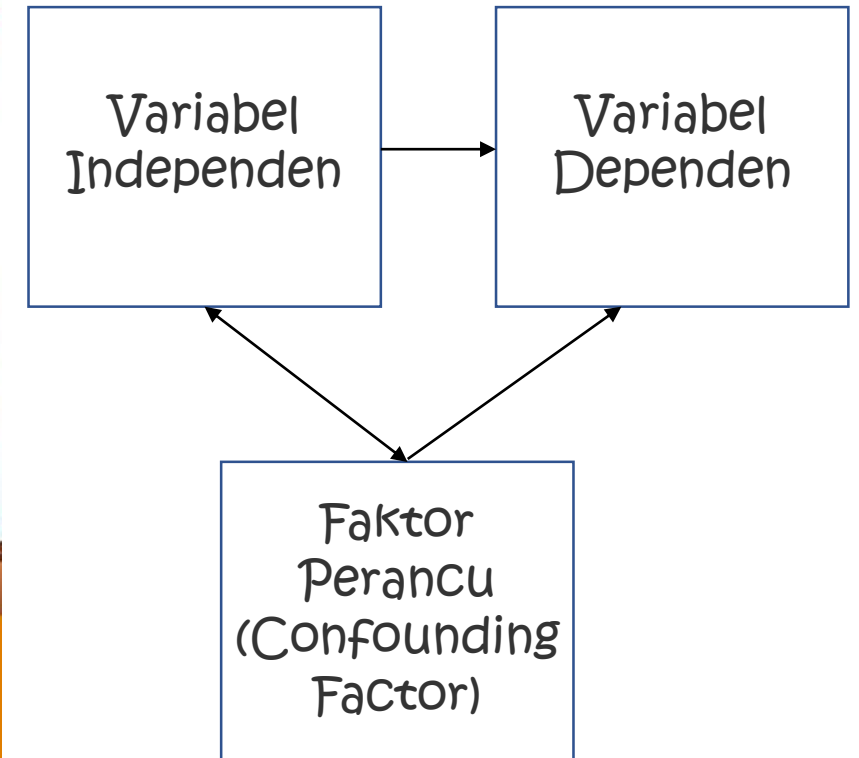 Variabel
Independen
Variabel
Dependen
Faktor
Perancu
(Confounding
Factor)